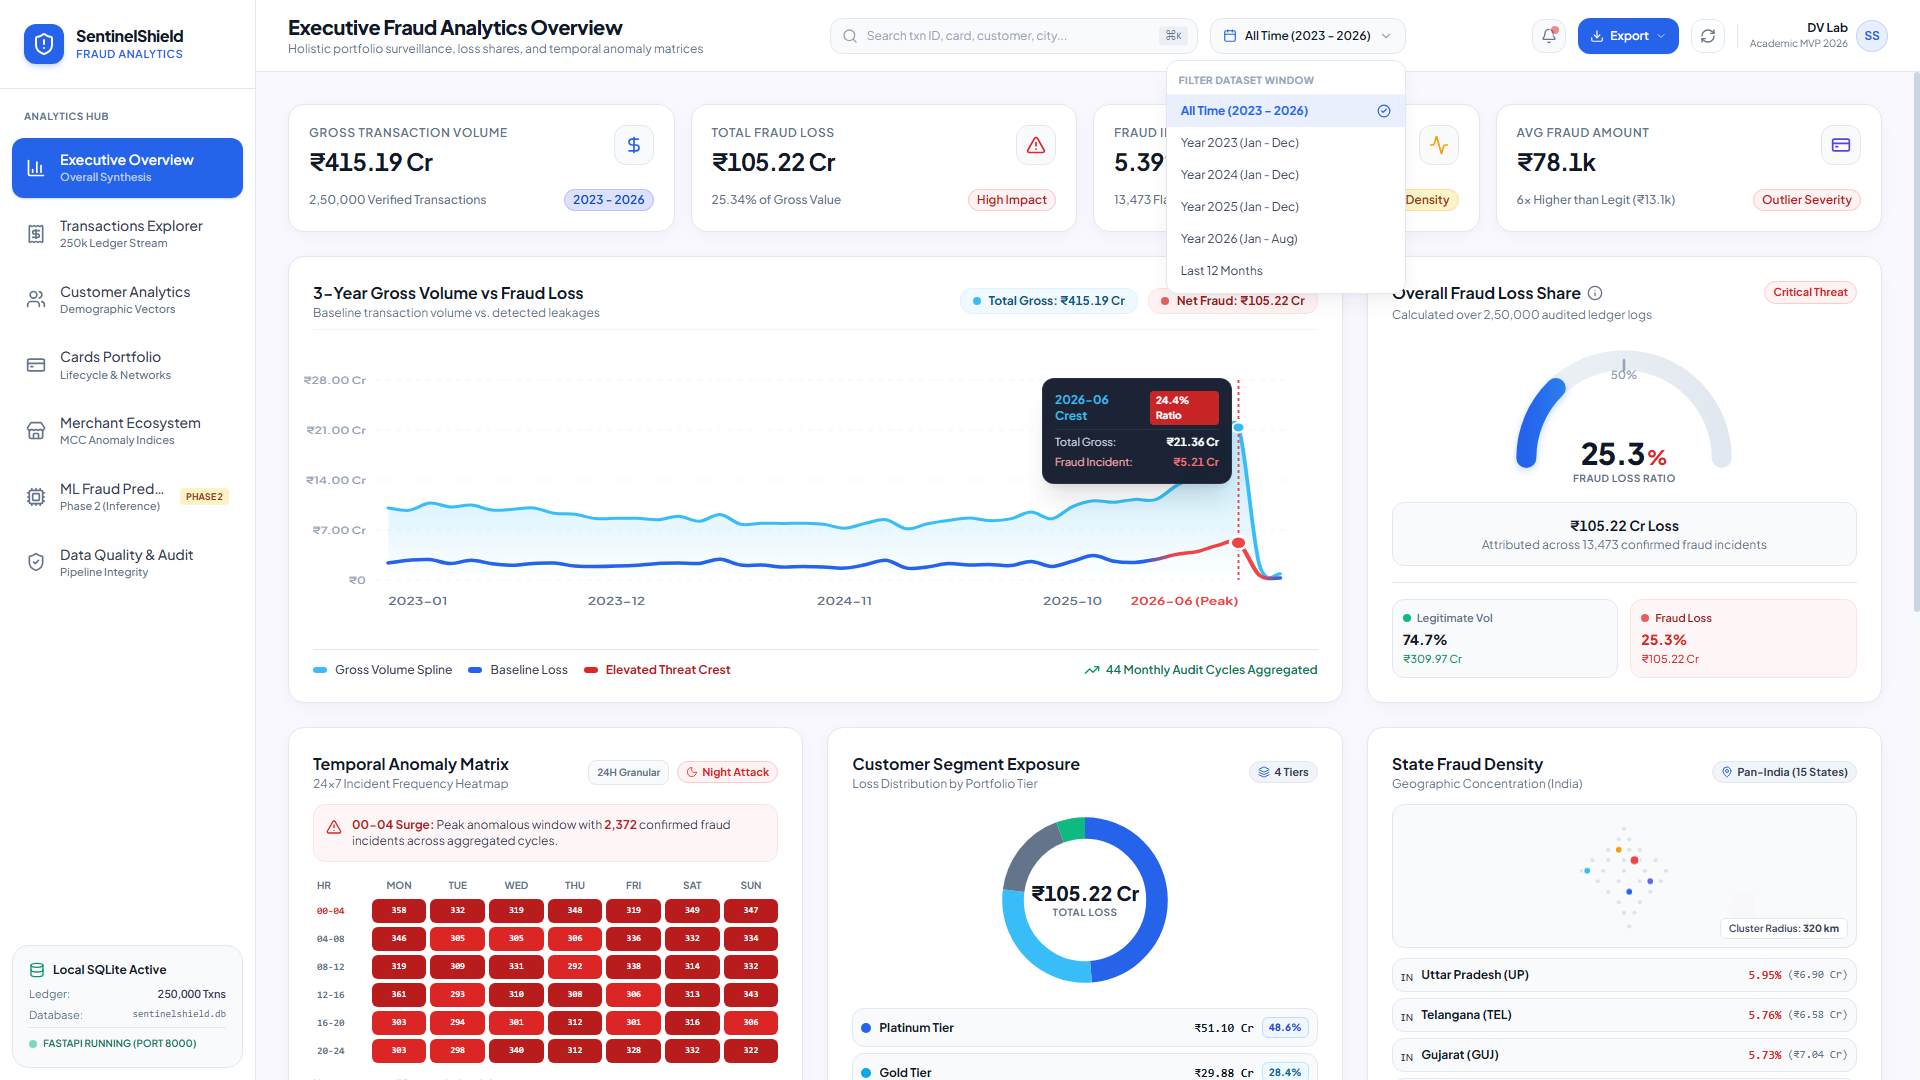 SentinelShield
FRAUD ANALYTICS
ANALYTICS HUB
Executive Overview
Overall Synthesis
Transactions Explorer
250k Ledger Stream
Customer Analytics
Demographic Vectors
Cards Portfolio
Lifecycle & Networks
Merchant Ecosystem
MCC Anomaly Indices
ML Fraud Pred...
PHASE 2
Phase 2 (Inference)
Data Quality & Audit
Pipeline Integrity
Local SQLite Active
Ledger: 250,000 Txns
Database: sentinelshield.db
FASTAPI RUNNING (PORT 8000)
Executive Fraud Analytics Overview
Holistic portfolio surveillance, loss shares, and temporal anomaly matrices
Search txn ID, card, customer, city... ⌘K
All Time (2023 - 2026)
Export
DV Lab
Academic MVP 2026
SS
FILTER DATASET WINDOW
All Time (2023 - 2026)
Year 2023 (Jan - Dec)
Year 2024 (Jan - Dec)
Year 2025 (Jan - Dec)
Year 2026 (Jan - Aug)
Last 12 Months
GROSS TRANSACTION VOLUME
₹415.19 Cr
2,50,000 Verified Transactions
2023 - 2026
TOTAL FRAUD LOSS
₹105.22 Cr
25.34% of Gross Value
High Impact
FRAUD I
5.39
13,473 Fla
Density
AVG FRAUD AMOUNT
₹78.1k
6x Higher than Legit (₹13.1k)
Outlier Severity
3-Year Gross Volume vs Fraud Loss
Baseline transaction volume vs. detected leakages
Total Gross: ₹415.19 Cr
Net Fraud: ₹105.22 Cr
₹28.00 Cr
₹21.00 Cr
₹14.00 Cr
₹7.00 Cr
₹0
2026-06 Crest
24.4% Ratio
Total Gross: ₹21.36 Cr
Fraud Incident: ₹5.21 Cr
2023-01 2023-12 2024-11 2025-10 2026-06 (Peak)
Gross Volume Spline
Baseline Loss
Elevated Threat Crest
44 Monthly Audit Cycles Aggregated
Overall Fraud Loss Share
Critical Threat
Calculated over 2,50,000 audited ledger logs
50%
25.3%
FRAUD LOSS RATIO
₹105.22 Cr Loss
Attributed across 13,473 confirmed fraud incidents
Legitimate Vol
74.7%
₹309.97 Cr
Fraud Loss
25.3%
₹105.22 Cr
Temporal Anomaly Matrix
24x7 Incident Frequency Heatmap
24H Granular
Night Attack
00-04 Surge: Peak anomalous window with 2,372 confirmed fraud
incidents across aggregated cycles.
HR MON TUE WED THU FRI SAT SUN
00-04 358 332 319 348 319 349 347
04-08 346 305 305 306 336 332 334
08-12 319 309 331 292 338 314 332
12-16 361 293 310 308 306 313 343
16-20 303 294 301 312 301 316 306
20-24 303 298 340 312 328 332 322
Customer Segment Exposure
Loss Distribution by Portfolio Tier
4 Tiers
₹105.22 Cr
TOTAL LOSS
Platinum Tier ₹51.10 Cr 48.6%
Gold Tier ₹29.88 Cr 28.4%
State Fraud Density
Geographic Concentration (India)
Pan-India (15 States)
Cluster Radius: 320 km
IN Uttar Pradesh (UP) 5.95% (₹6.90 Cr)
IN Telangana (TEL) 5.76% (₹6.58 Cr)
IN Gujarat (GUJ) 5.73% (₹7.04 Cr)